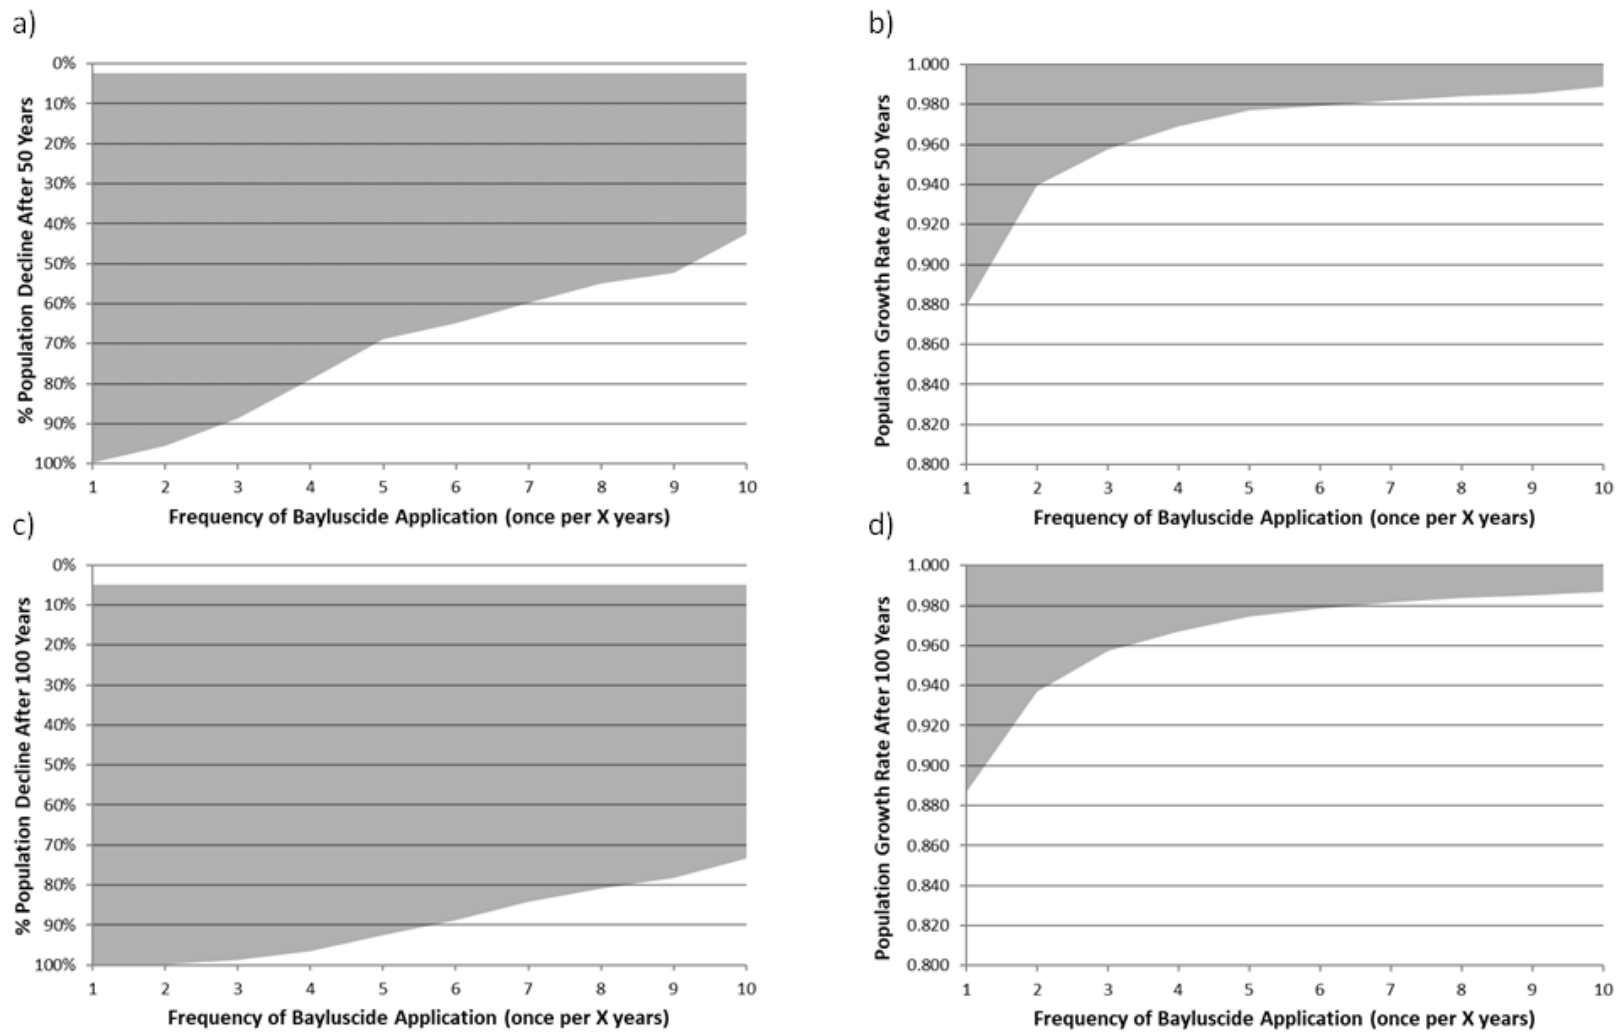 a)
0%
10%
20%
30%
40%
50%
60%
70%
80%
90%
100%
% Population Decline After 50 Years
1 2 3 4 5 6 7 8 9 10
Frequency of Bayluscide Application (once per X years)
b)
1.000
0.980
0.960
0.940
0.920
0.900
0.880
0.860
0.840
0.820
0.800
Population Growth Rate After 50 Years
1 2 3 4 5 6 7 8 9 10
Frequency of Bayluscide Application (once per X years)
c)
0%
10%
20%
30%
40%
50%
60%
70%
80%
90%
100%
% Population Decline After 100 Years
1 2 3 4 5 6 7 8 9 10
Frequency of Bayluscide Application (once per X years)
d)
1.000
0.980
0.960
0.940
0.920
0.900
0.880
0.860
0.840
0.820
0.800
Population Growth Rate After 100 Years
1 2 3 4 5 6 7 8 9 10
Frequency of Bayluscide Application (once per X years)